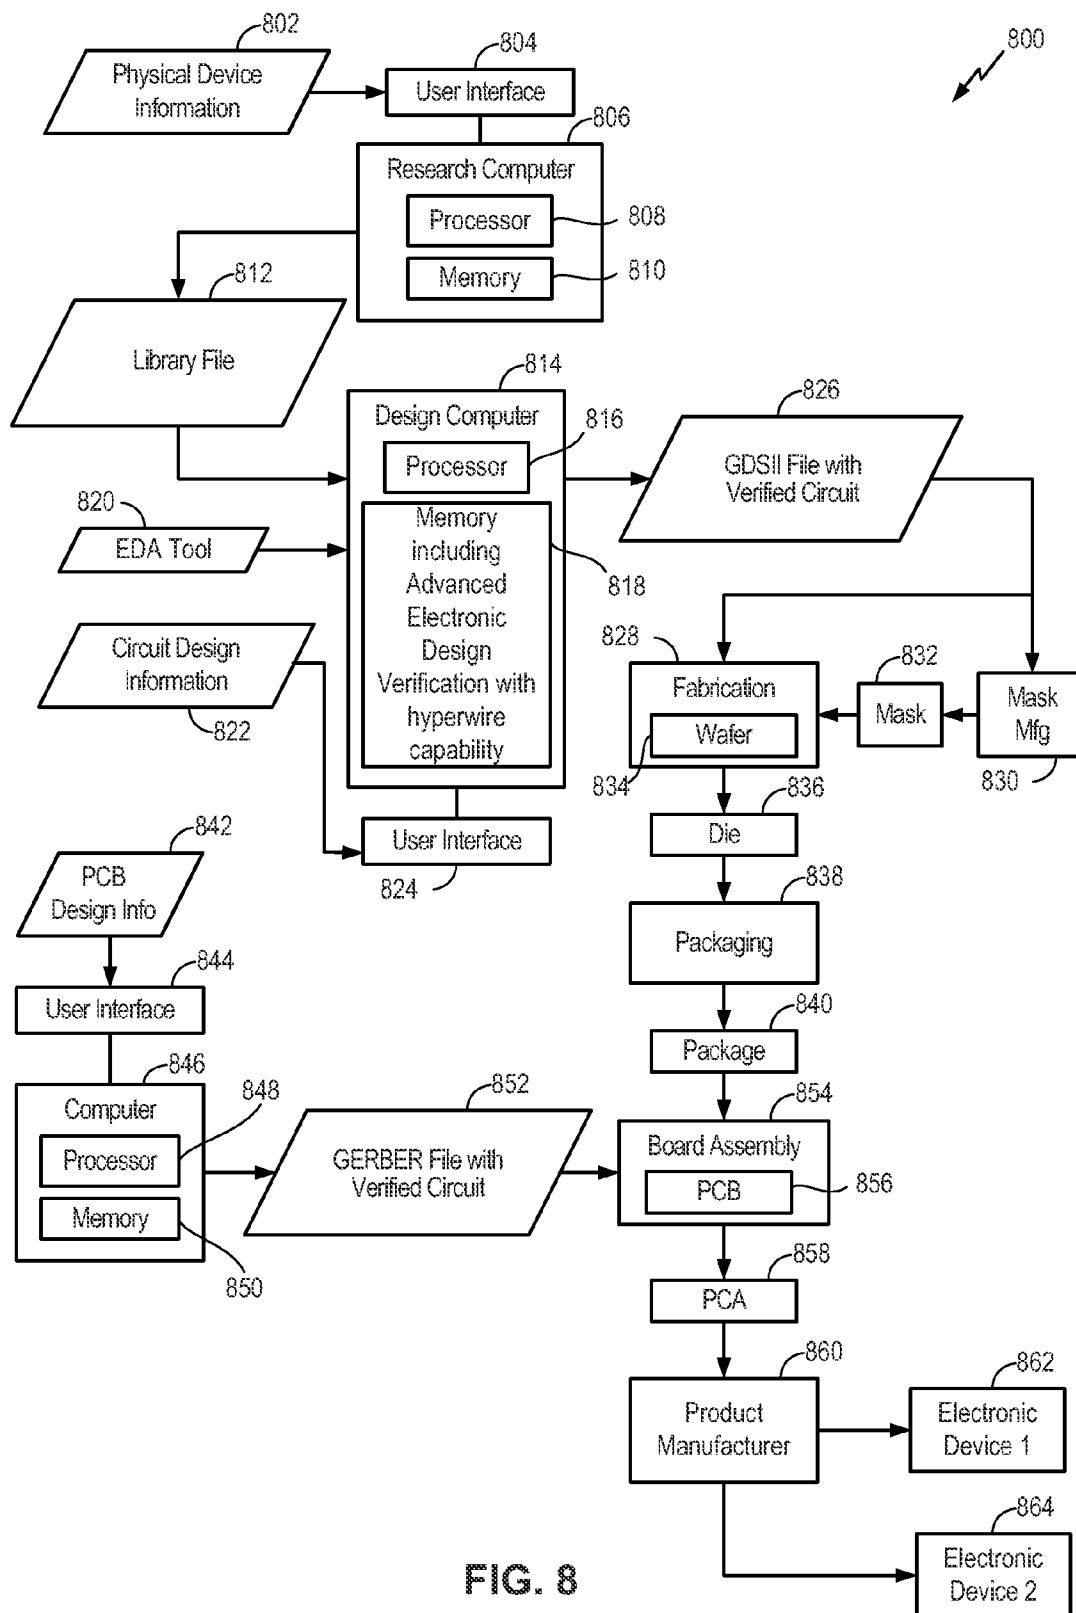 802
Physical Device
Information
804
User Interface
800
806
Research Computer
Processor
808
Memory
810
812
Library File
814
Design Computer
816
Processor
Memory
including
Advanced
Electronic
Design
Verification with
hyperwire
capability
818
820
EDA Tool
Circuit Design
Information
822
User Interface
824
826
GDSII File with
Verified Circuit
828
Fabrication
Wafer
834
832
Mask
Mask
Mfg
830
836
Die
838
Packaging
840
Package
842
PCB
Design Info
844
User Interface
846
Computer
848
Processor
Memory
850
852
GERBER File with
Verified Circuit
854
Board Assembly
PCB
856
858
PCA
860
Product
Manufacturer
862
Electronic
Device 1
864
Electronic
Device 2
FIG. 8